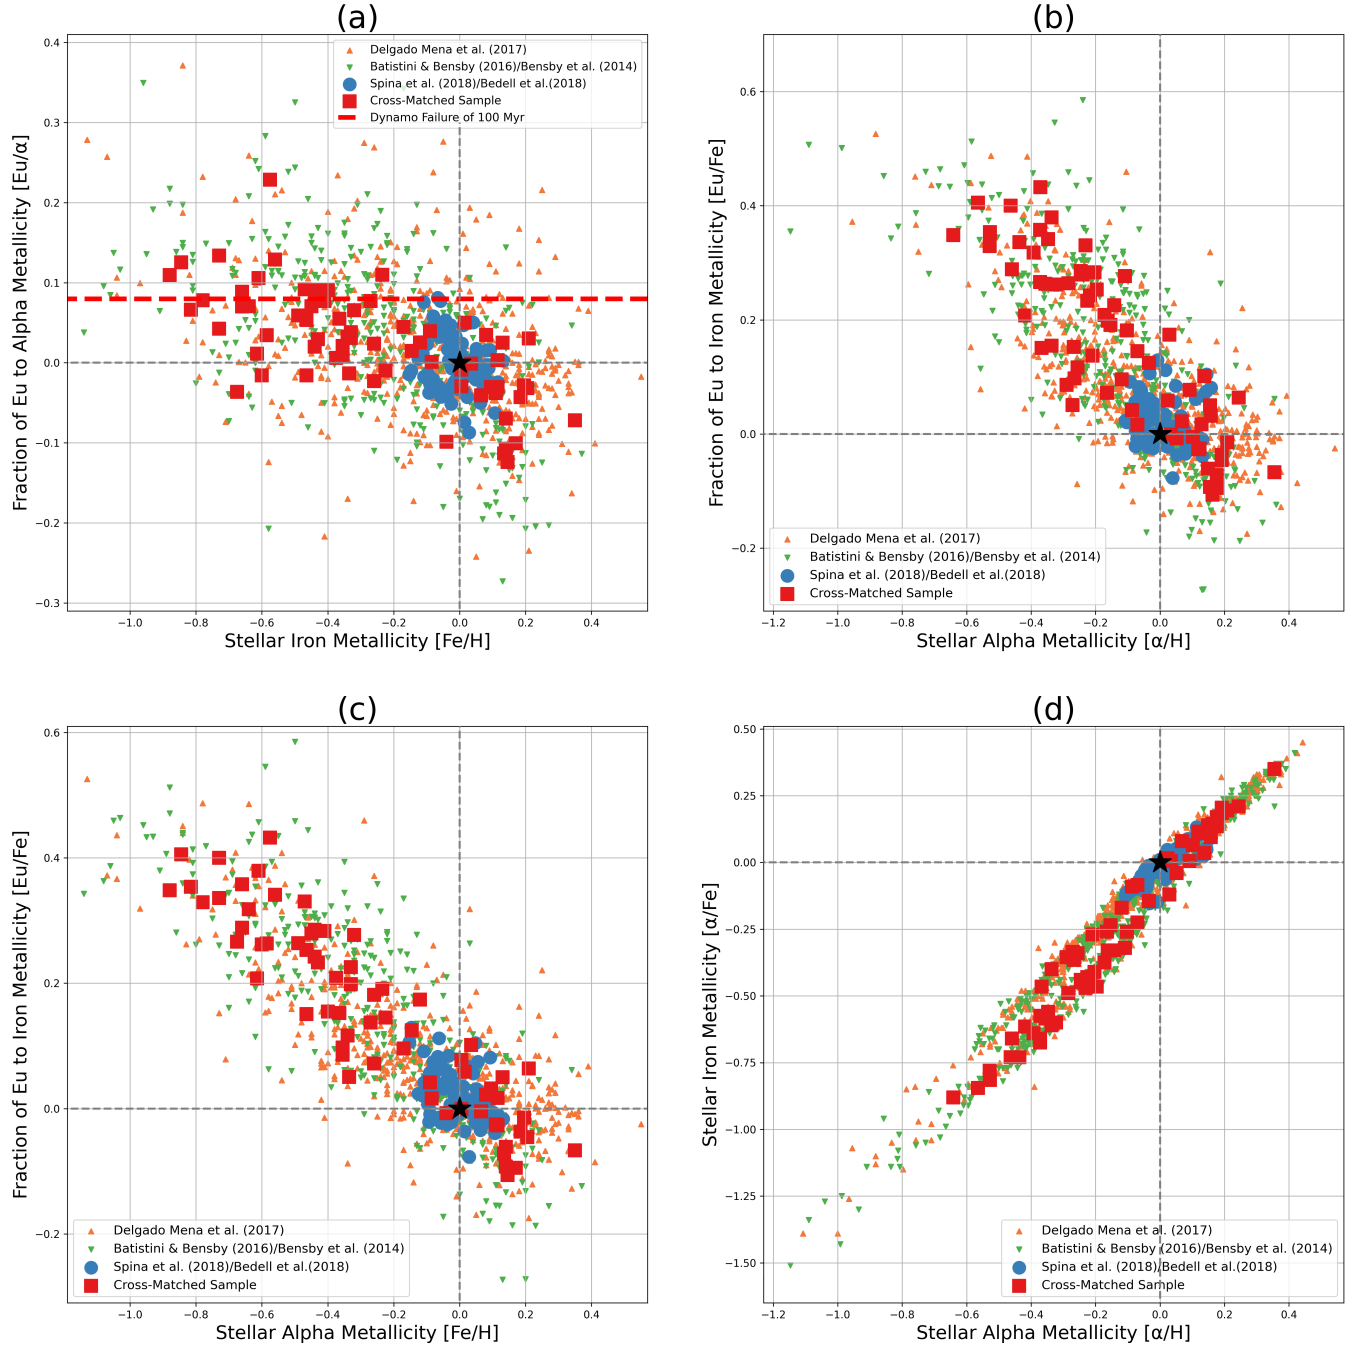 (a)
Fraction of Eu to Alpha Metallicity [Eu/α]
0.4
0.3
0.2
0.1
0.0
−0.1
−0.2
−0.3
Delgado Mena et al. (2017)
Batistini & Bensby (2016)/Bensby et al. (2014)
Spina et al. (2018)/Bedell et al.(2018)
Cross-Matched Sample
Dynamo Failure of 100 Myr
−1.0 −0.8 −0.6 −0.4 −0.2 0.0 0.2 0.4
Stellar Iron Metallicity [Fe/H]
(b)
Fraction of Eu to Iron Metallicity [Eu/Fe]
0.6
0.4
0.2
0.0
−0.2
Delgado Mena et al. (2017)
Batistini & Bensby (2016)/Bensby et al. (2014)
Spina et al. (2018)/Bedell et al.(2018)
Cross-Matched Sample
−1.2 −1.0 −0.8 −0.6 −0.4 −0.2 0.0 0.2 0.4
Stellar Alpha Metallicity [α/H]
(c)
Fraction of Eu to Iron Metallicity [Eu/Fe]
0.6
0.4
0.2
0.0
−0.2
Delgado Mena et al. (2017)
Batistini & Bensby (2016)/Bensby et al. (2014)
Spina et al. (2018)/Bedell et al.(2018)
Cross-Matched Sample
−1.0 −0.8 −0.6 −0.4 −0.2 0.0 0.2 0.4
Stellar Alpha Metallicity [Fe/H]
(d)
Stellar Iron Metallicity [α/Fe]
0.50
0.25
0.00
−0.25
−0.50
−0.75
−1.00
−1.25
−1.50
Delgado Mena et al. (2017)
Batistini & Bensby (2016)/Bensby et al. (2014)
Spina et al. (2018)/Bedell et al.(2018)
Cross-Matched Sample
−1.2 −1.0 −0.8 −0.6 −0.4 −0.2 0.0 0.2 0.4
Stellar Alpha Metallicity [α/H]